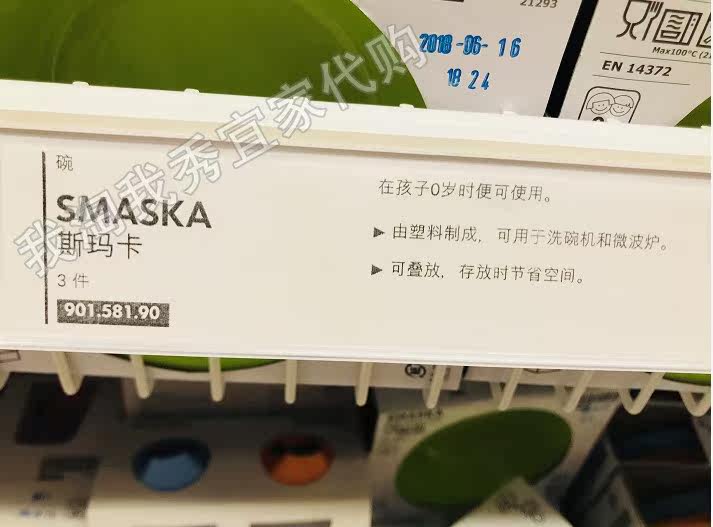 21293
2018-06-16
18 24
Max100°C
EN 14372
碗
SMASKA
斯玛卡
3 件
901.581.90
在孩子0岁时便可使用。
▶ 由塑料制成，可用于洗碗机和微波炉。
▶ 可叠放，存放时节省空间。
秀宜家代购